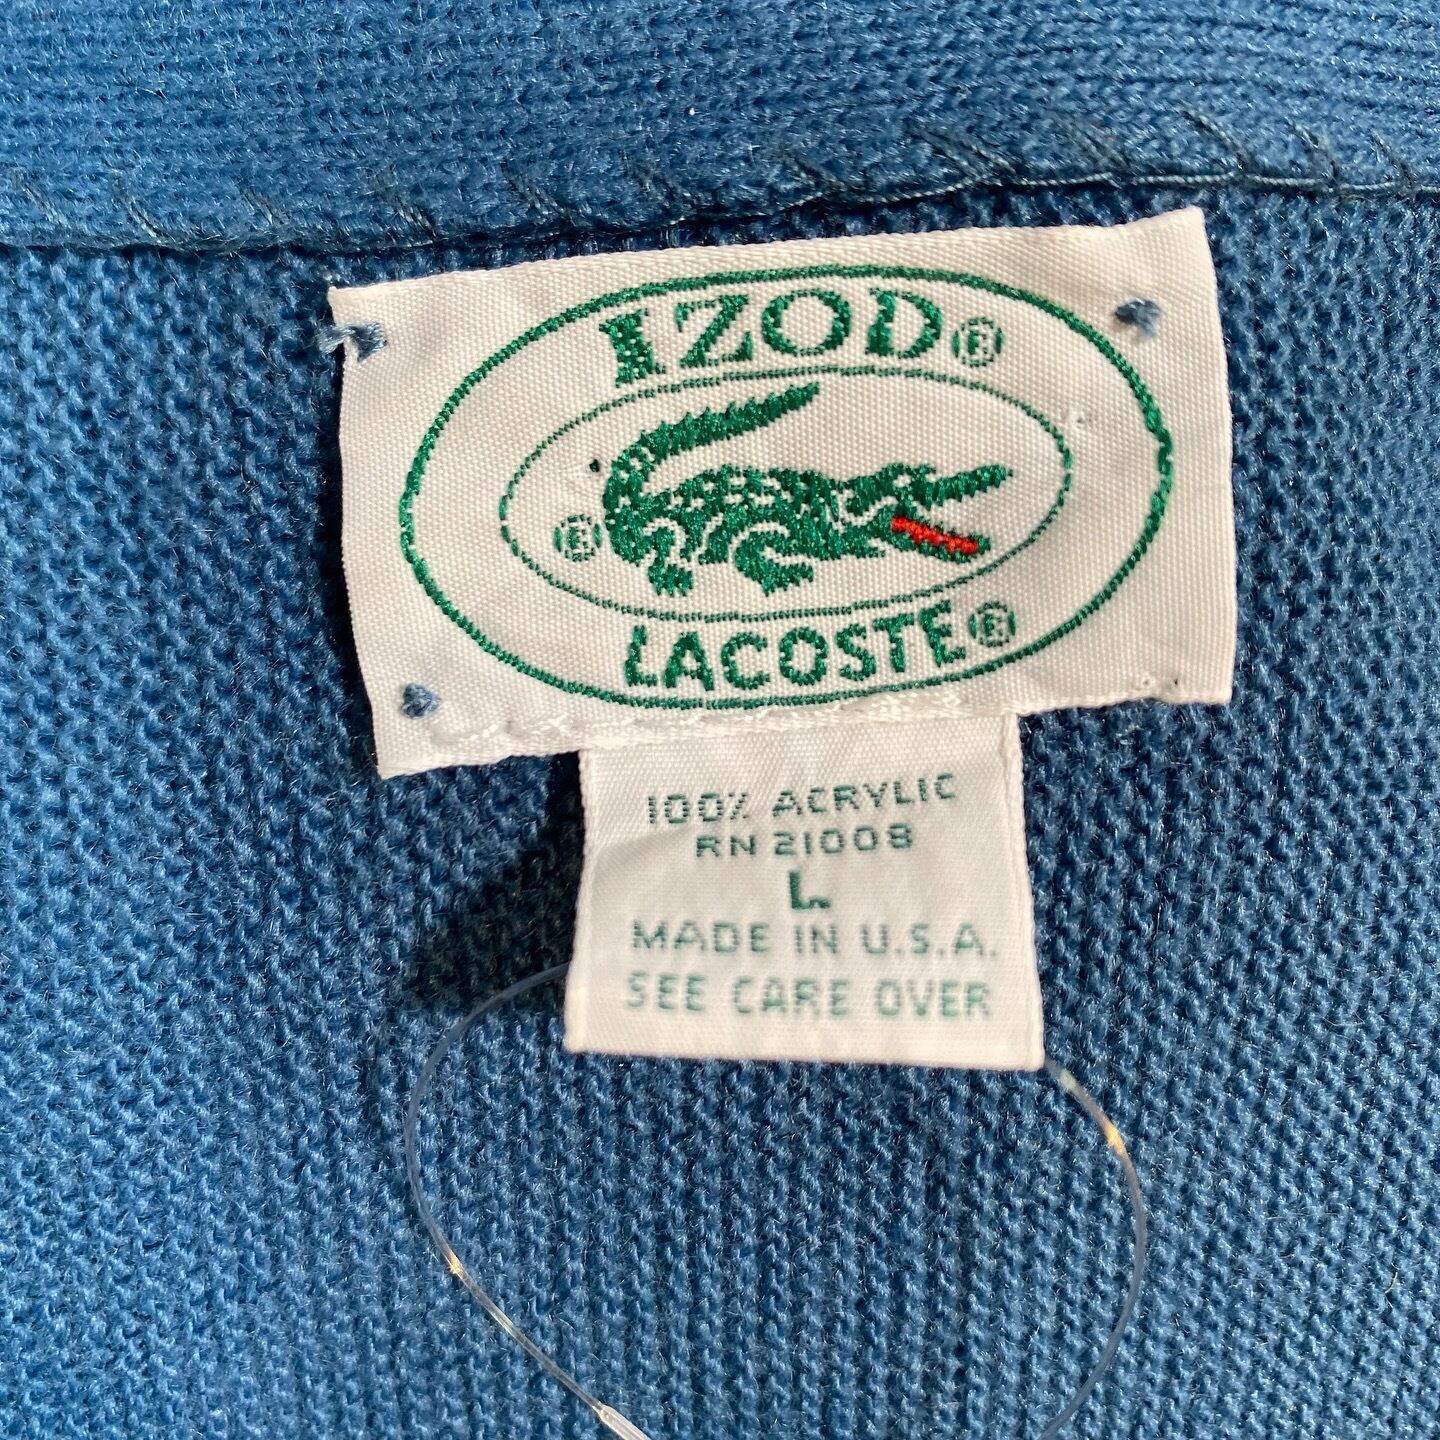 IZOD®
®
LACOSTE®
100% ACRYLIC
RN 21008
L
MADE IN U.S.A.
SEE CARE OVER